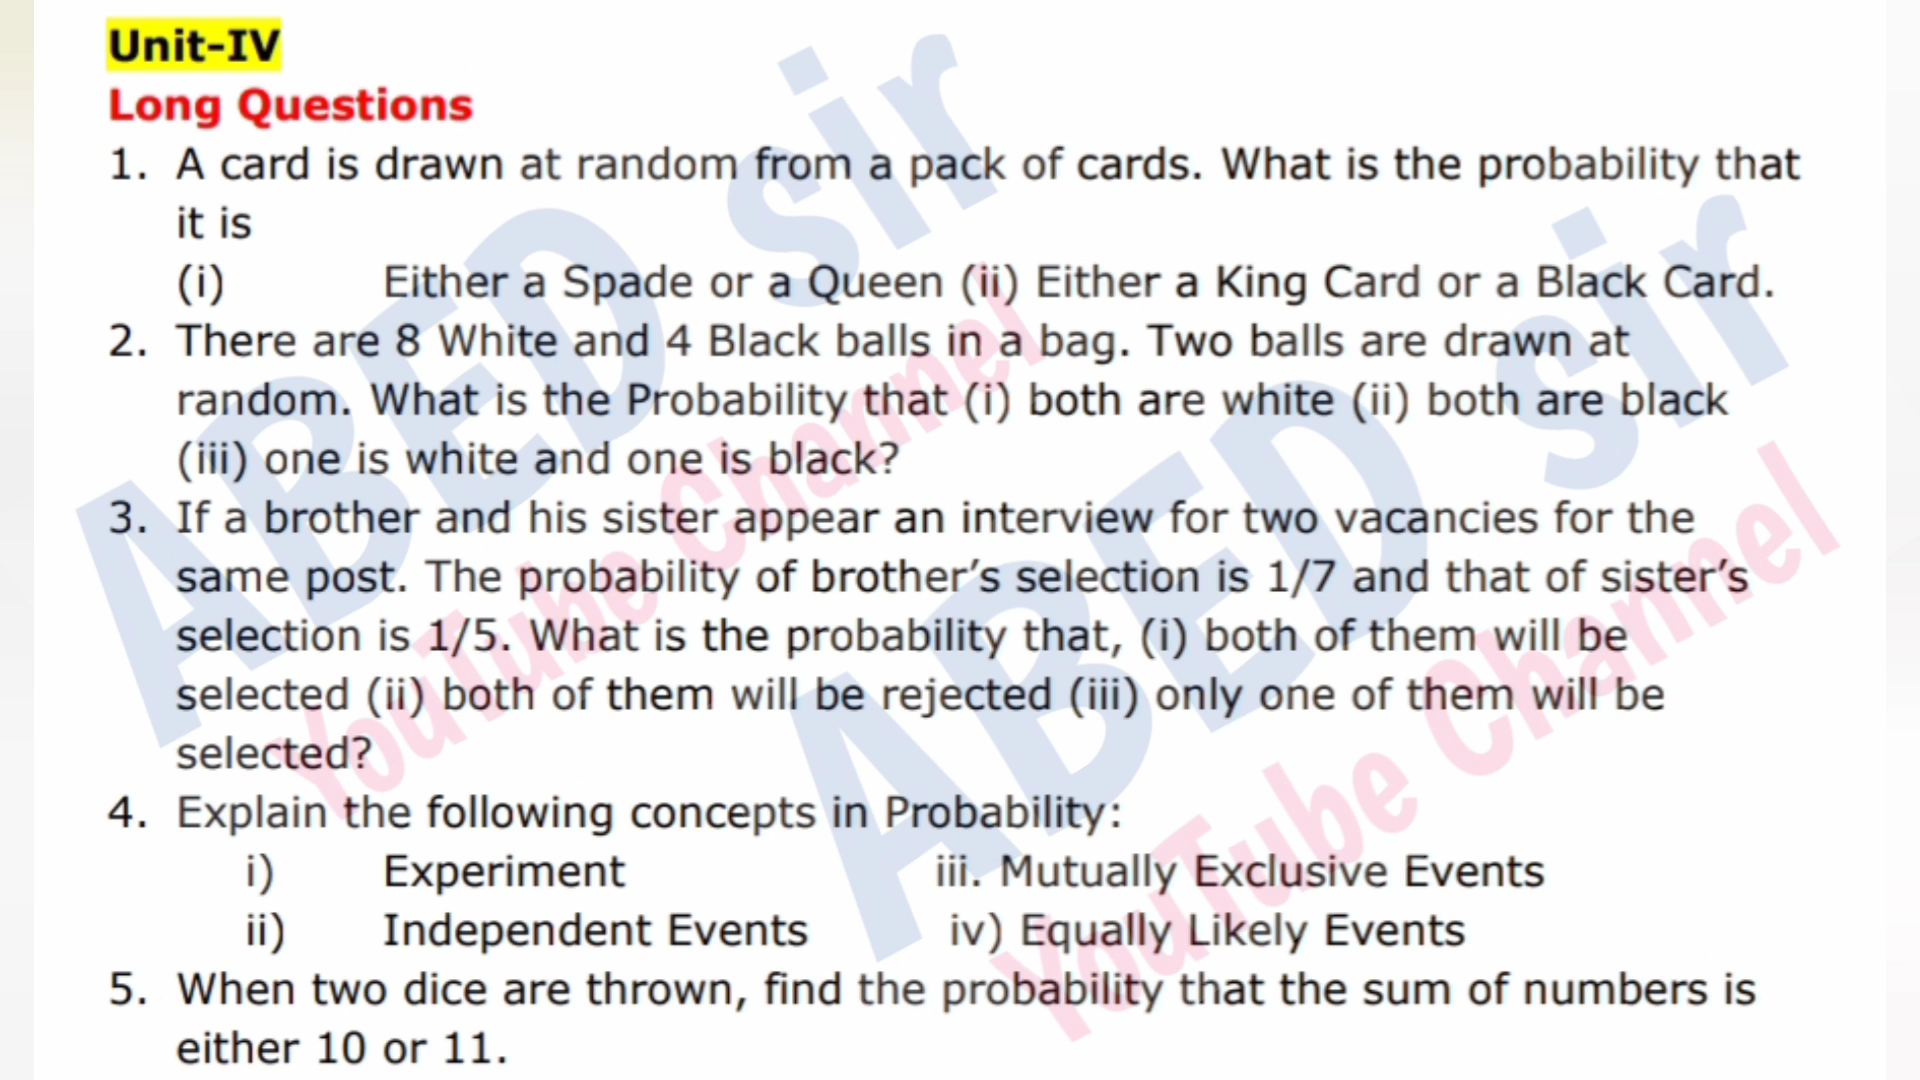 Unit-IV
Long Questions
1. A card is drawn at random from a pack of cards. What is the probability that
it is
(i) Either a Spade or a Queen (ii) Either a King Card or a Black Card.
2. There are 8 White and 4 Black balls in a bag. Two balls are drawn at
random. What is the Probability that (i) both are white (ii) both are black
(iii) one is white and one is black?
3. If a brother and his sister appear an interview for two vacancies for the
same post. The probability of brother’s selection is 1/7 and that of sister’s
selection is 1/5. What is the probability that, (i) both of them will be
selected (ii) both of them will be rejected (iii) only one of them will be
selected?
4. Explain the following concepts in Probability:
i) Experiment iii. Mutually Exclusive Events
ii) Independent Events iv) Equally Likely Events
5. When two dice are thrown, find the probability that the sum of numbers is
either 10 or 11.
ABED sir
YouTube Channel
ABED sir
YouTube Channel